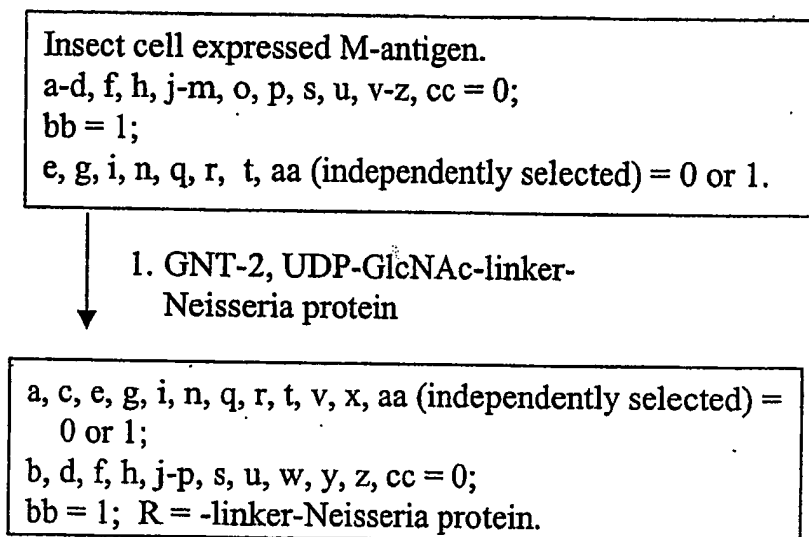 Insect cell expressed M-antigen.
a-d, f, h, j-m, o, p, s, u, v-z, cc = 0;
bb = 1;
e, g, i, n, q, r, t, aa (independently selected) = 0 or 1.
1. GNT-2, UDP-GlcNAc-linker-
Neisseria protein
a, c, e, g, i, n, q, r, t, v, x, aa (independently selected) =
0 or 1;
b, d, f, h, j-p, s, u, w, y, z, cc = 0;
bb = 1; R = -linker-Neisseria protein.